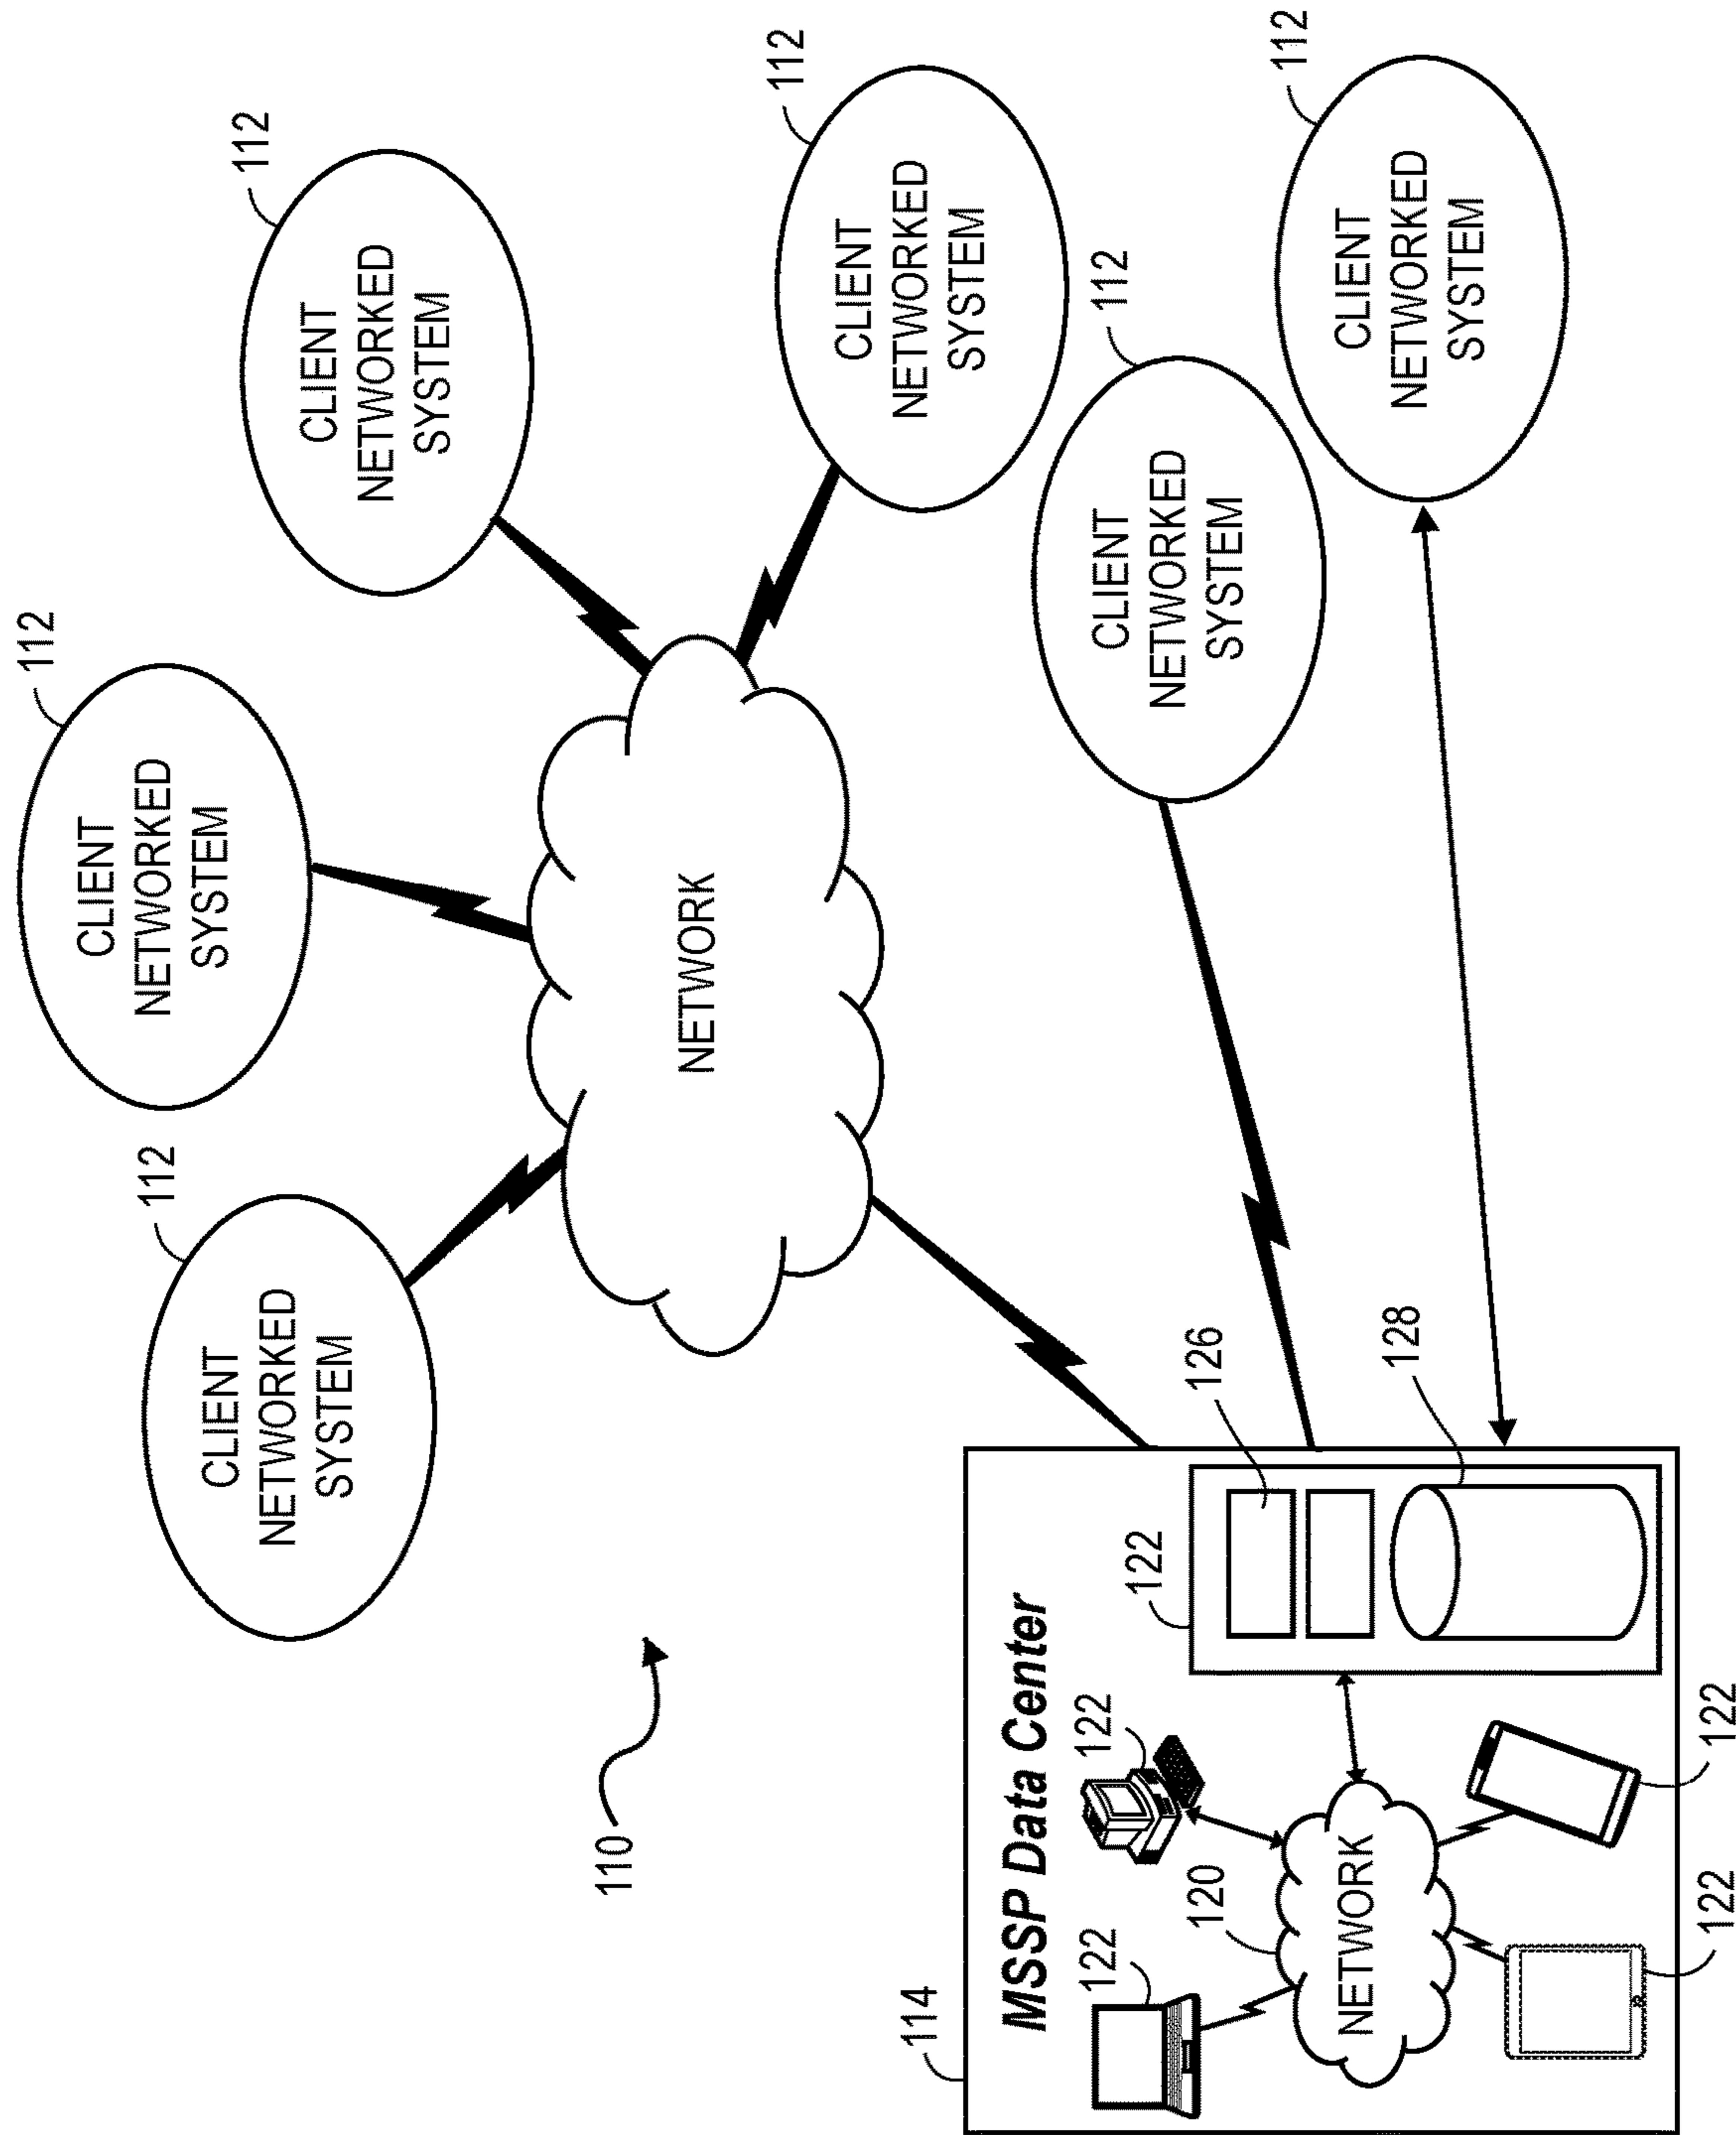 112
CLIENT
NETWORKED
SYSTEM
112
CLIENT
NETWORKED
SYSTEM
112
CLIENT
NETWORKED
SYSTEM
110
NETWORK
112
CLIENT
NETWORKED
SYSTEM
114
MSSP Data Center
112
CLIENT
NETWORKED
SYSTEM
122
122
122
120
126
112
CLIENT
NETWORKED
SYSTEM
NETWORK
128
122
122